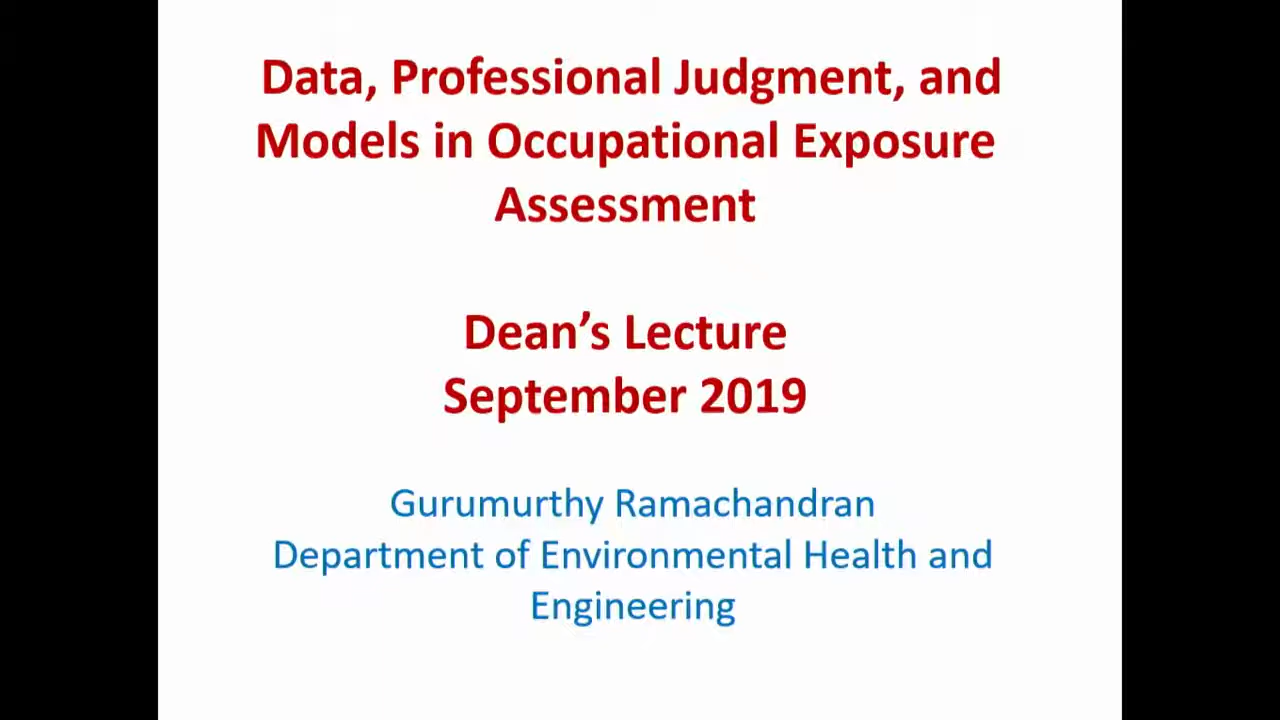 Data, Professional Judgment, and
Models in Occupational Exposure
Assessment
Dean’s Lecture
September 2019
Gurumurthy Ramachandran
Department of Environmental Health and
Engineering